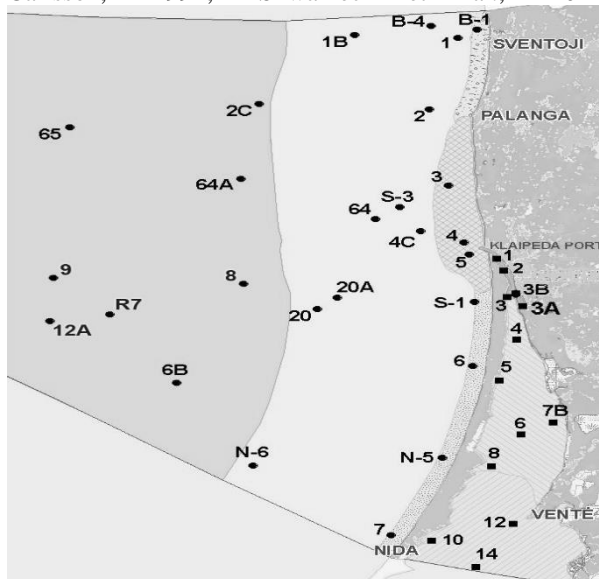 B-4
B-1
1B
1
SVENTOJI
2C
2
PALANGA
65
64A
3
S-3
64
4C
4
KLAIPEDA PORT
5
1
2
9
8
20A
3B
R7
20
S-1
3
3A
12A
4
6
5
6B
7B
6
N-6
N-5
8
12
VENTĖ
7
10
NIDA
14